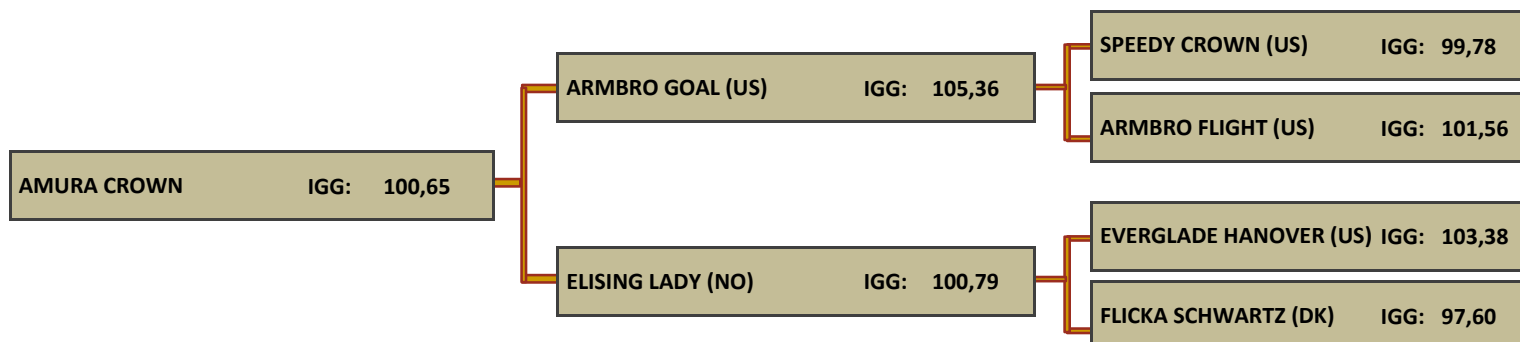 SPEEDY CROWN (US) IGG: 99,78
ARMBRO GOAL (US) IGG: 105,36
ARMBRO FLIGHT (US) IGG: 101,56
AMURA CROWN IGG: 100,65
EVERGLADE HANOVER (US) IGG: 103,38
ELISING LADY (NO) IGG: 100,79
FLICKA SCHWARTZ (DK) IGG: 97,60